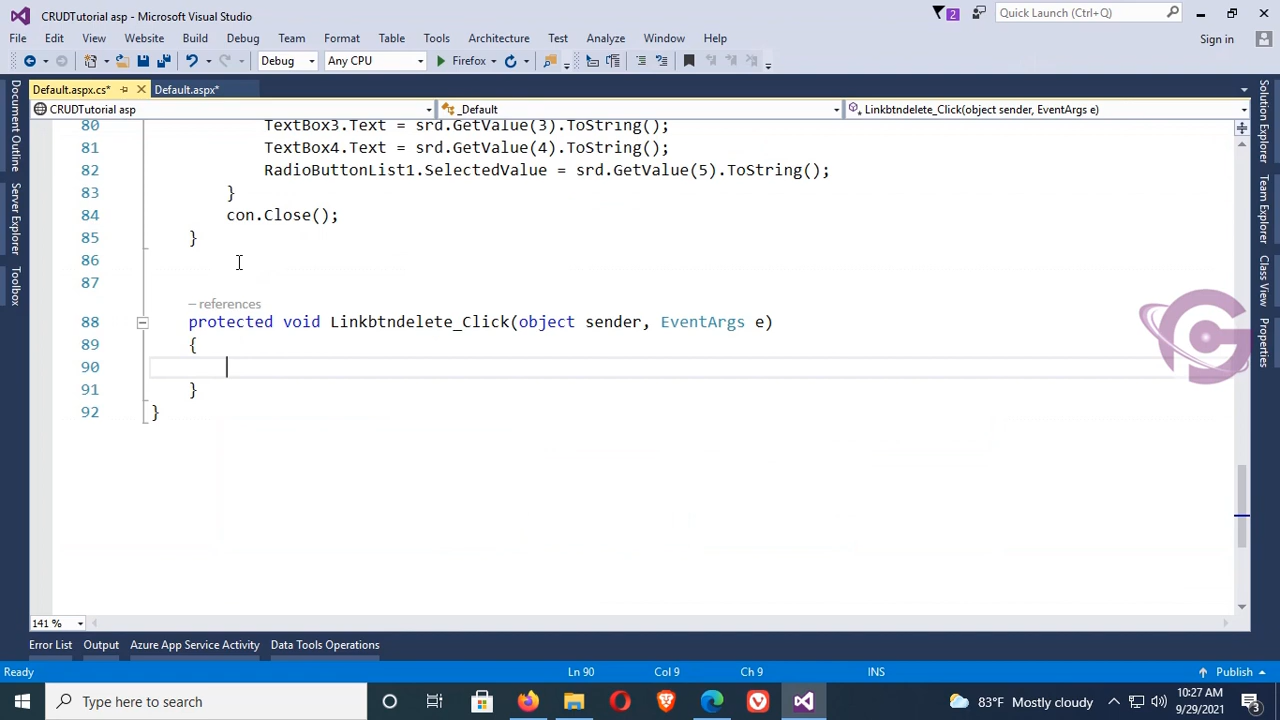 CRUDTutorial asp - Microsoft Visual Studio
2
Quick Launch (Ctrl+Q)
File Edit View Website Build Debug Team Format Table Tools Architecture Test Analyze Window Help
Sign in
Debug Any CPU Firefox
Default.aspx.cs* Default.aspx*
CRUDTutorial asp _Default Linkbtndelete_Click(object sender, EventArgs e)
Document Outline
Server Explorer
Toolbox
Solution Explorer
Team Explorer
Class View
Properties
80 TextBox3.Text = srd.GetValue(3).ToString();
81 TextBox4.Text = srd.GetValue(4).ToString();
82 RadioButtonList1.SelectedValue = srd.GetValue(5).ToString();
83 }
84 con.Close();
85 }
86
87
– references
88 protected void Linkbtndelete_Click(object sender, EventArgs e)
89 {
90
91 }
92 }
141 %
Error List Output Azure App Service Activity Data Tools Operations
Ready Ln 90 Col 9 Ch 9 INS Publish
Type here to search 83°F Mostly cloudy 10:27 AM
9/29/2021 3